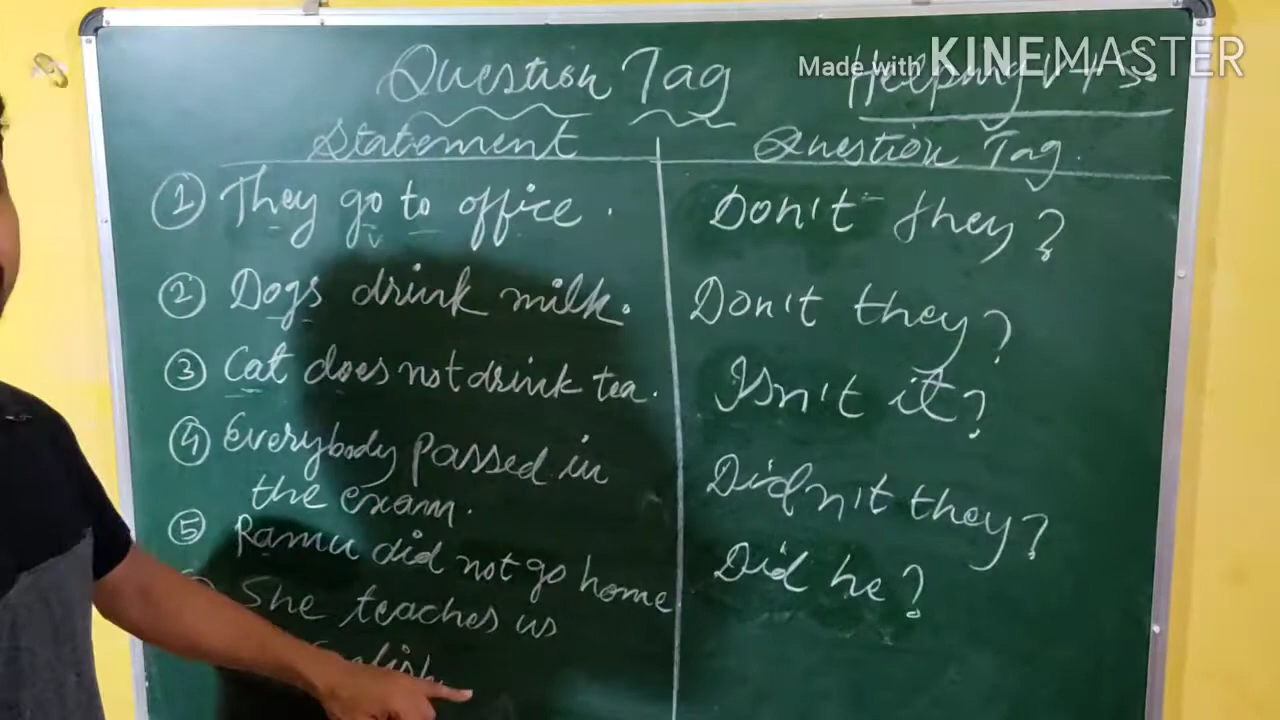 Made with KINEMASTER
Question Tag
Helping V + S.
Statement
Question Tag.
① They go to office.
Don't they?
② Dogs drink milk.
Don't they?
③ Cat does not drink tea.
Isn't it?
④ Everybody passed in
the exam.
Didn't they?
⑤ Ramu did not go home
Did he?
She teaches us